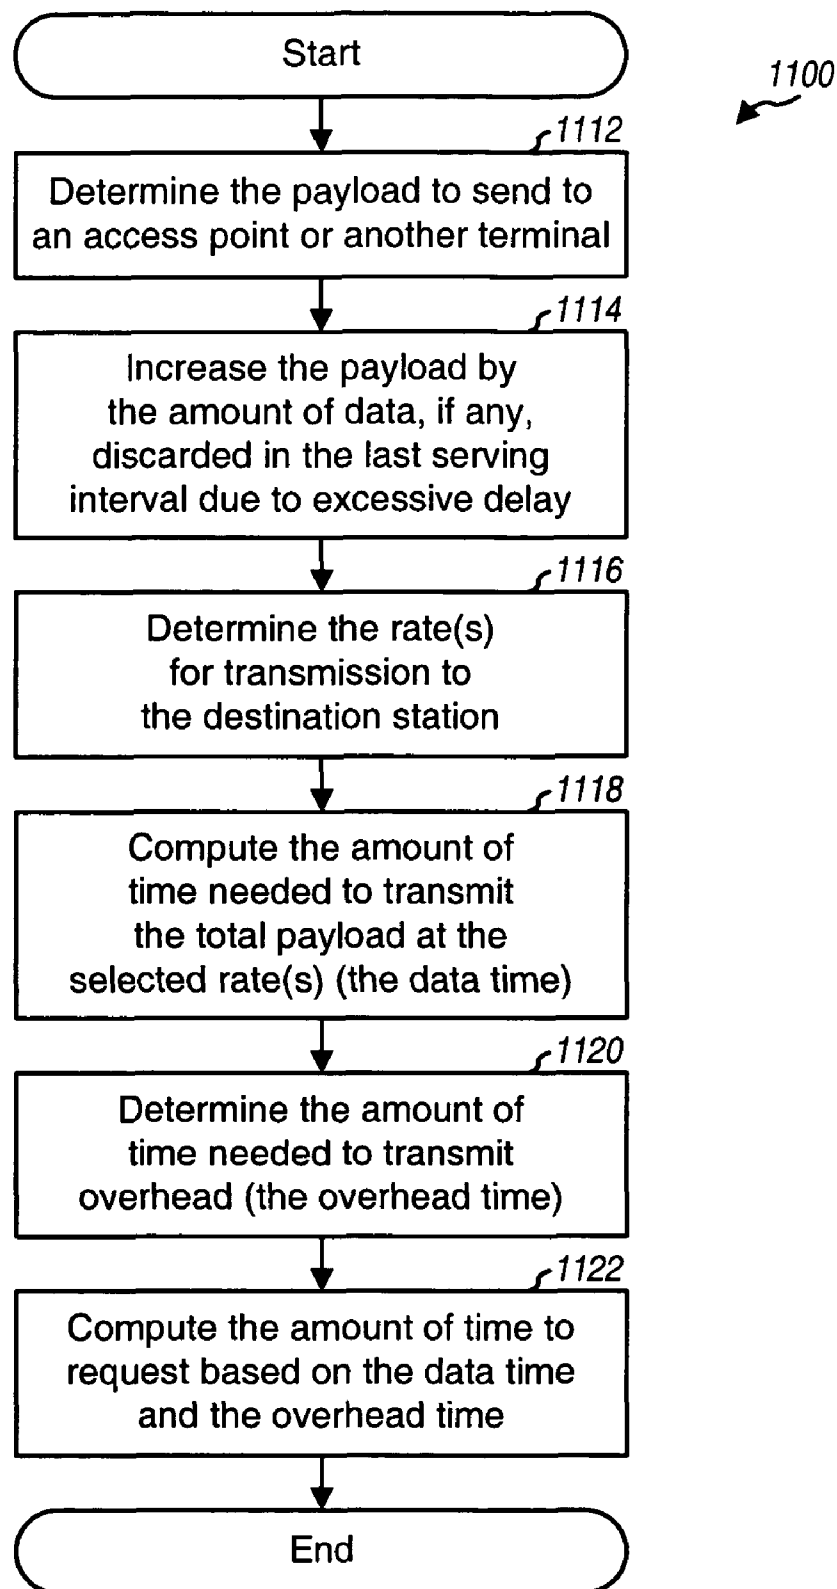 Start
1100
1112
Determine the payload to send to
an access point or another terminal
1114
Increase the payload by
the amount of data, if any,
discarded in the last serving
interval due to excessive delay
1116
Determine the rate(s)
for transmission to
the destination station
1118
Compute the amount of
time needed to transmit
the total payload at the
selected rate(s) (the data time)
1120
Determine the amount of
time needed to transmit
overhead (the overhead time)
1122
Compute the amount of time to
request based on the data time
and the overhead time
End